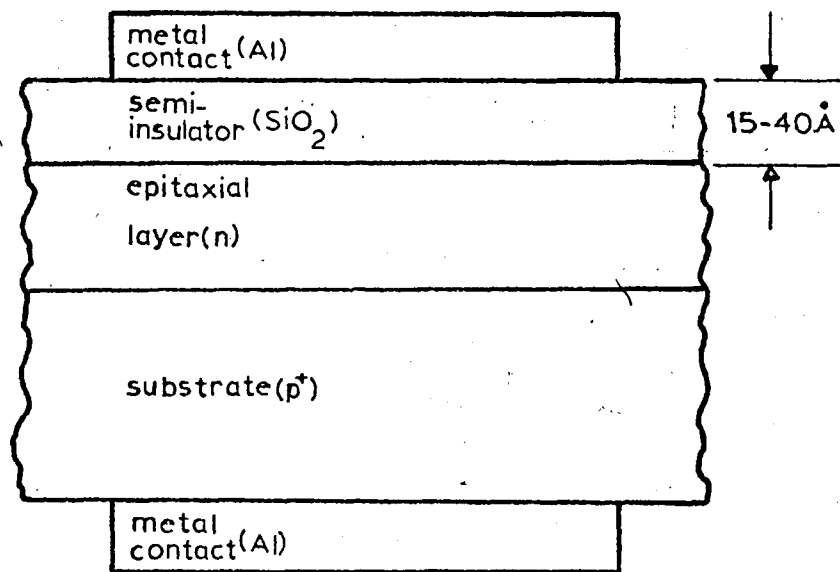 metal
contact(Al)
semi-
insulator(SiO₂)
15-40Å
epitaxial
layer(n)
substrate(p⁺)
metal
contact(Al)